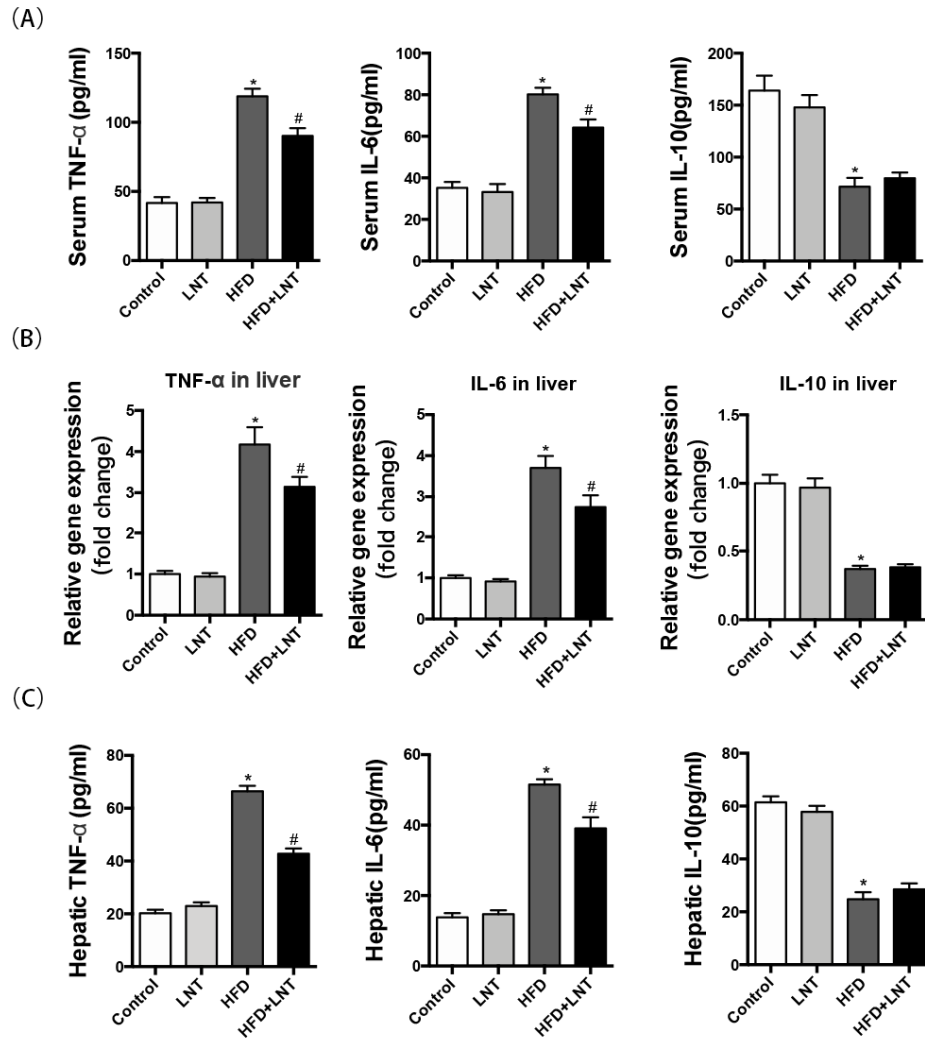 (A)
Serum TNF-α (pg/ml)
150
100
50
0
*
#
Control
LNT
HFD
HFD+LNT
Serum IL-6(pg/ml)
100
80
60
40
20
0
*
#
Control
LNT
HFD
HFD+LNT
Serum IL-10(pg/ml)
200
150
100
50
0
*
Control
LNT
HFD
HFD+LNT
(B)
TNF-α in liver
Relative gene expression
(fold change)
5
4
3
2
1
0
*
#
Control
LNT
HFD
HFD+LNT
IL-6 in liver
Relative gene expression
(fold change)
5
4
3
2
1
0
*
#
Control
LNT
HFD
HFD+LNT
IL-10 in liver
Relative gene expression
(fold change)
1.5
1.0
0.5
0.0
*
Control
LNT
HFD
HFD+LNT
(C)
Hepatic TNF-α (pg/ml)
80
60
40
20
0
*
#
Control
LNT
HFD
HFD+LNT
Hepatic IL-6(pg/ml)
60
40
20
0
*
#
Control
LNT
HFD
HFD+LNT
Hepatic IL-10(pg/ml)
80
60
40
20
0
*
Control
LNT
HFD
HFD+LNT